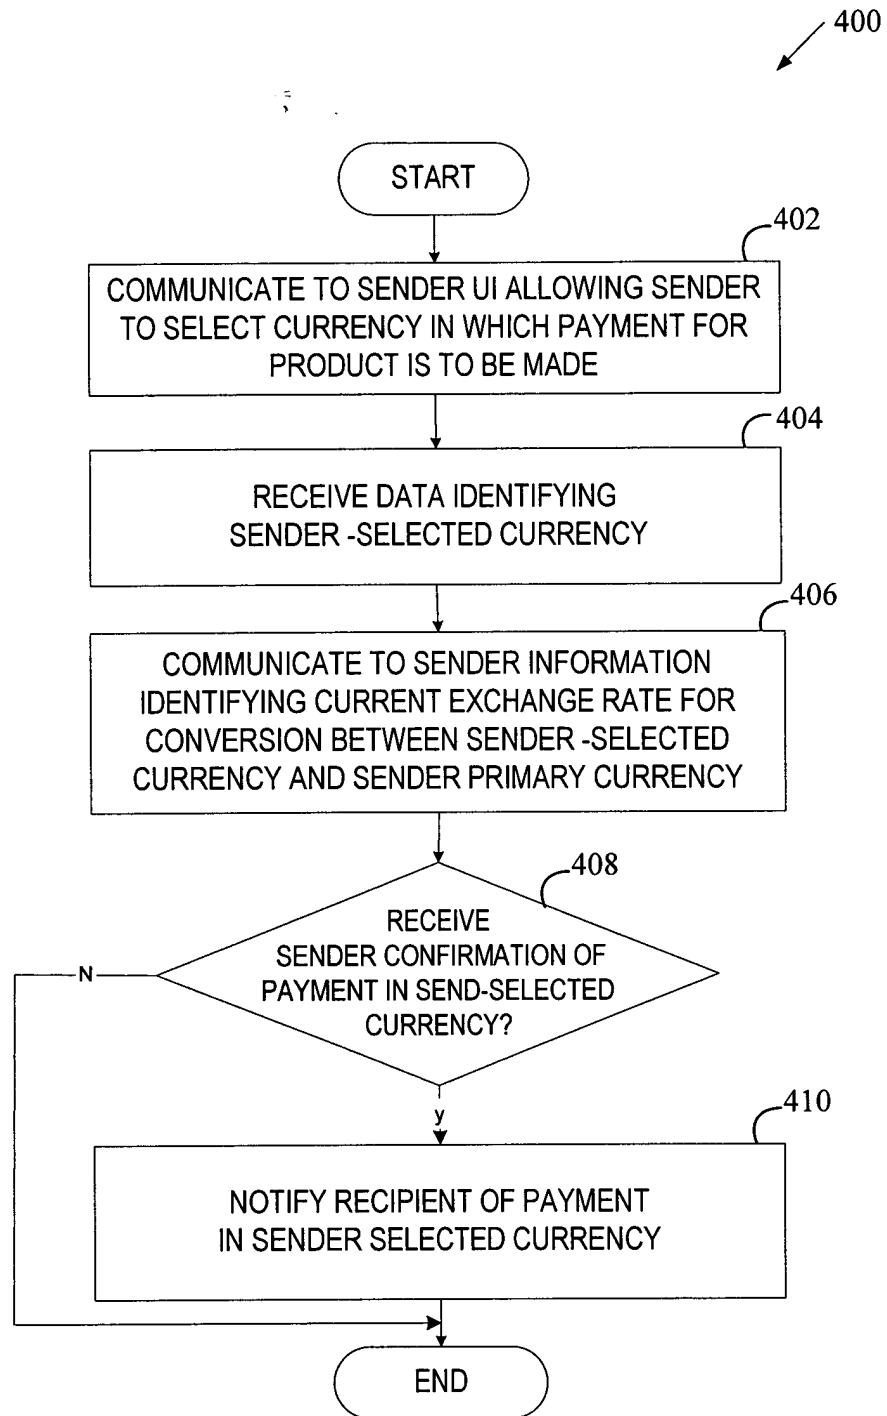 400
START
402
COMMUNICATE TO SENDER UI ALLOWING SENDER
TO SELECT CURRENCY IN WHICH PAYMENT FOR
PRODUCT IS TO BE MADE
404
RECEIVE DATA IDENTIFYING
SENDER -SELECTED CURRENCY
406
COMMUNICATE TO SENDER INFORMATION
IDENTIFYING CURRENT EXCHANGE RATE FOR
CONVERSION BETWEEN SENDER -SELECTED
CURRENCY AND SENDER PRIMARY CURRENCY
408
RECEIVE
SENDER CONFIRMATION OF
PAYMENT IN SEND-SELECTED
CURRENCY?
N
y
410
NOTIFY RECIPIENT OF PAYMENT
IN SENDER SELECTED CURRENCY
END